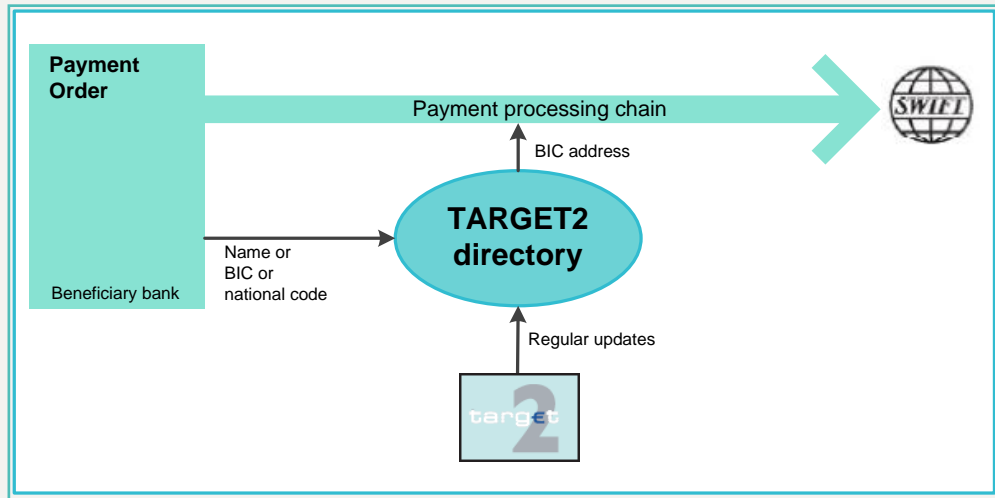 Payment
Order
Payment processing chain
SWIFT
BIC address
TARGET2
directory
Name or
BIC or
national code
Beneficiary bank
Regular updates
target
2